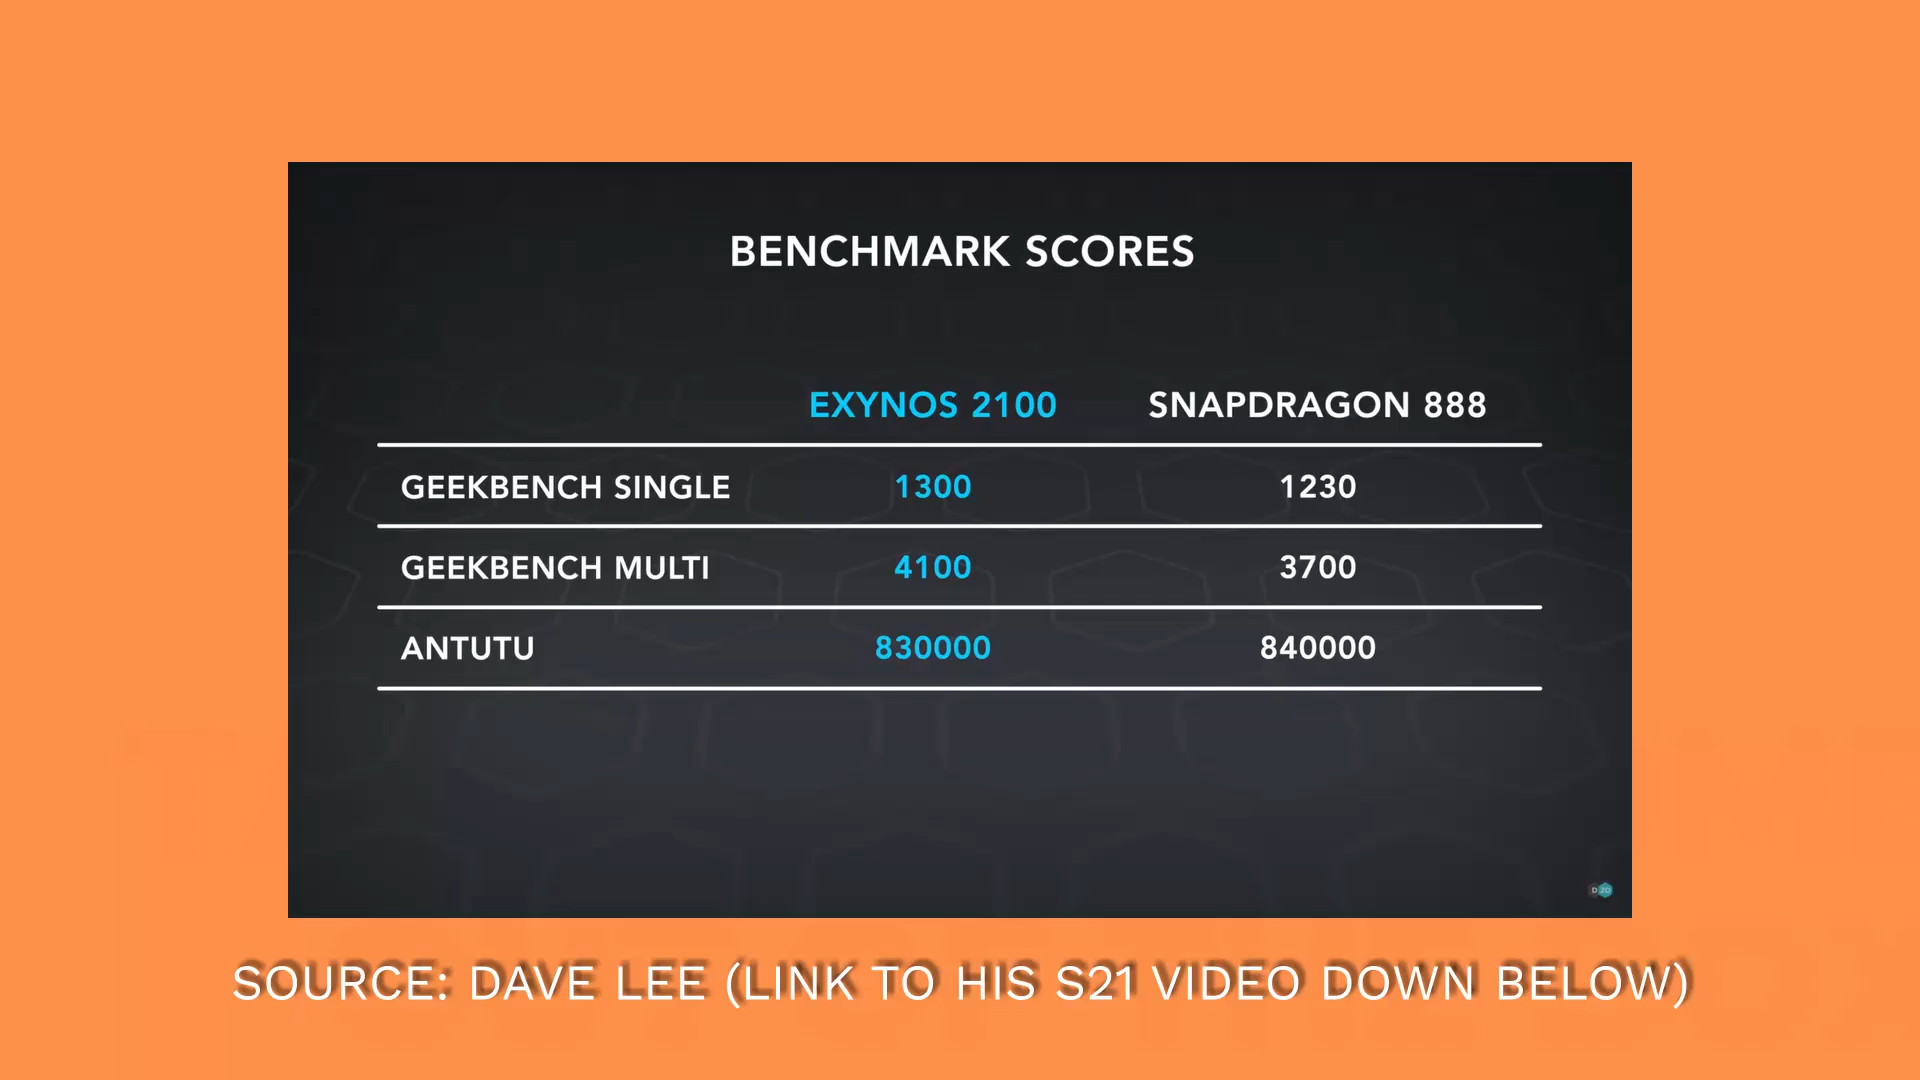 BENCHMARK SCORES
EXYNOS 2100 SNAPDRAGON 888
GEEKBENCH SINGLE 1300 1230
GEEKBENCH MULTI 4100 3700
ANTUTU 830000 840000
D2D
SOURCE: DAVE LEE (LINK TO HIS S21 VIDEO DOWN BELOW)